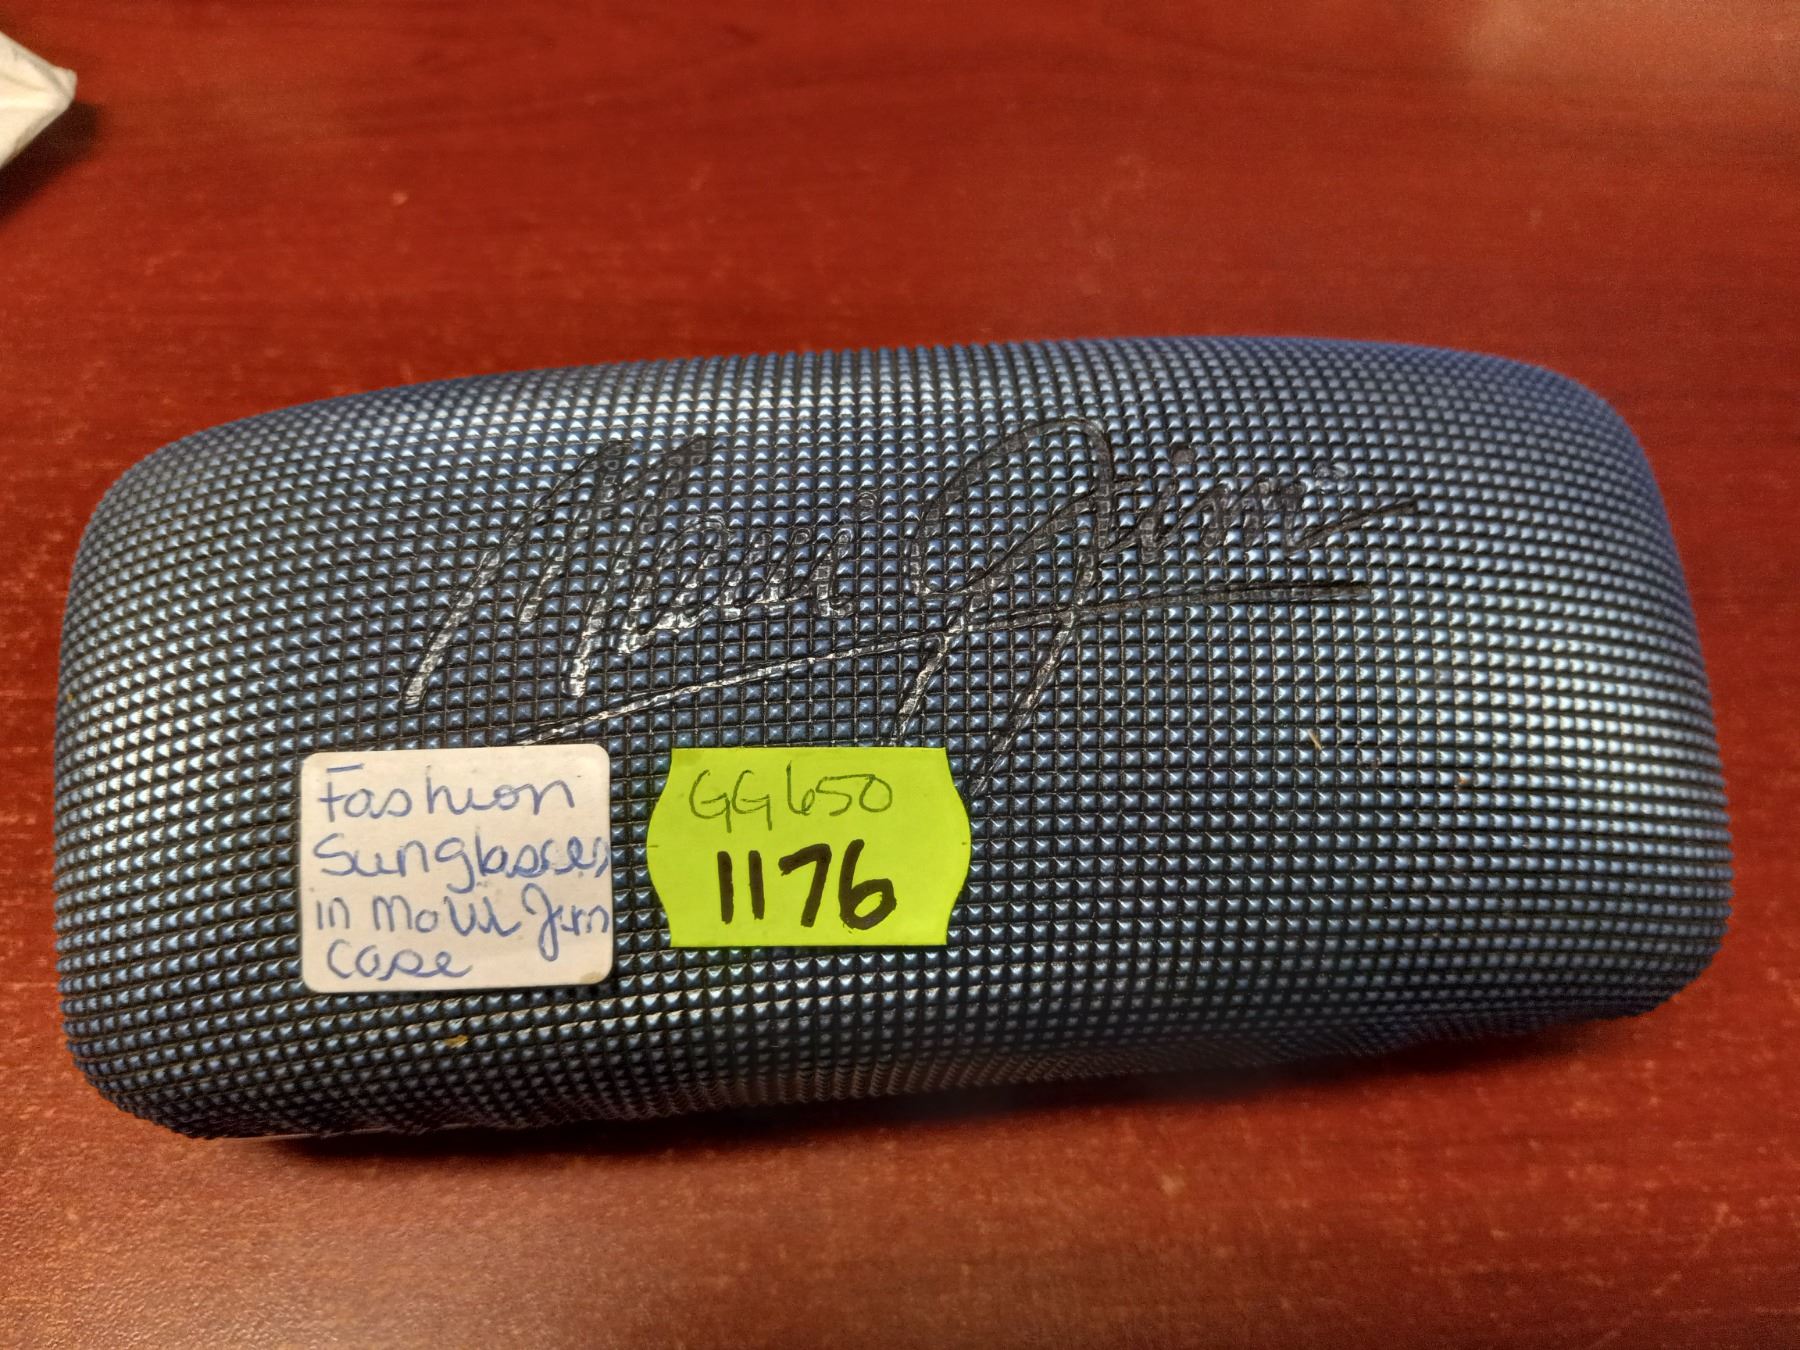 Maui Jim
Fashion
Sunglasses
in Maui Jim
Case
GG650
1176